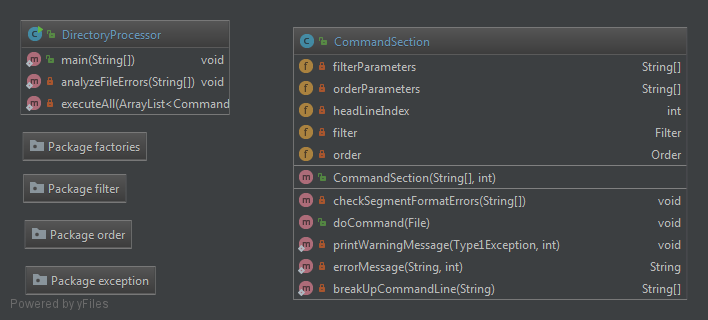 DirectoryProcessor
main(String[]) void
analyzeFileErrors(String[]) void
executeAll(ArrayList<Command
Package factories
Package filter
Package order
Package exception
Powered by yFiles
CommandSection
filterParameters String[]
orderParameters String[]
headLineIndex int
filter Filter
order Order
CommandSection(String[], int)
checkSegmentFormatErrors(String[]) void
doCommand(File) void
printWarningMessage(Type1Exception, int) void
errorMessage(String, int) String
breakUpCommandLine(String) String[]